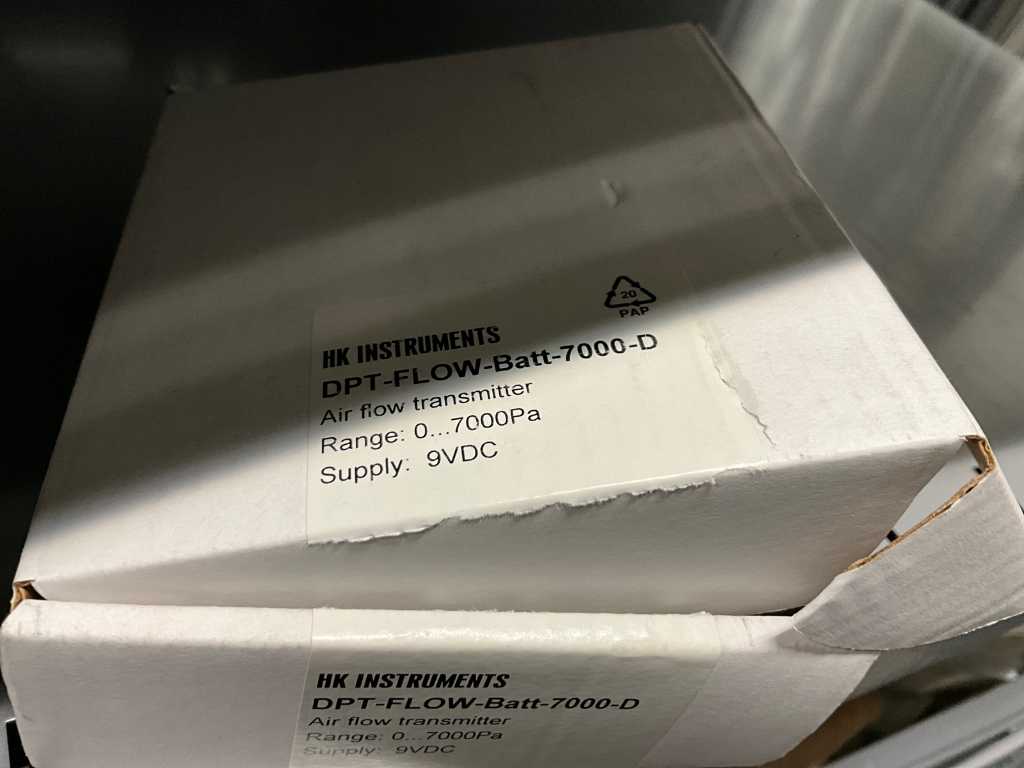 20
PAP
HK INSTRUMENTS
DPT-FLOW-Batt-7000-D
Air flow transmitter
Range: 0...7000Pa
Supply: 9VDC
HK INSTRUMENTS
DPT-FLOW-Batt-7000-D
Air flow transmitter
Range: 0...7000Pa
Supply: 9VDC